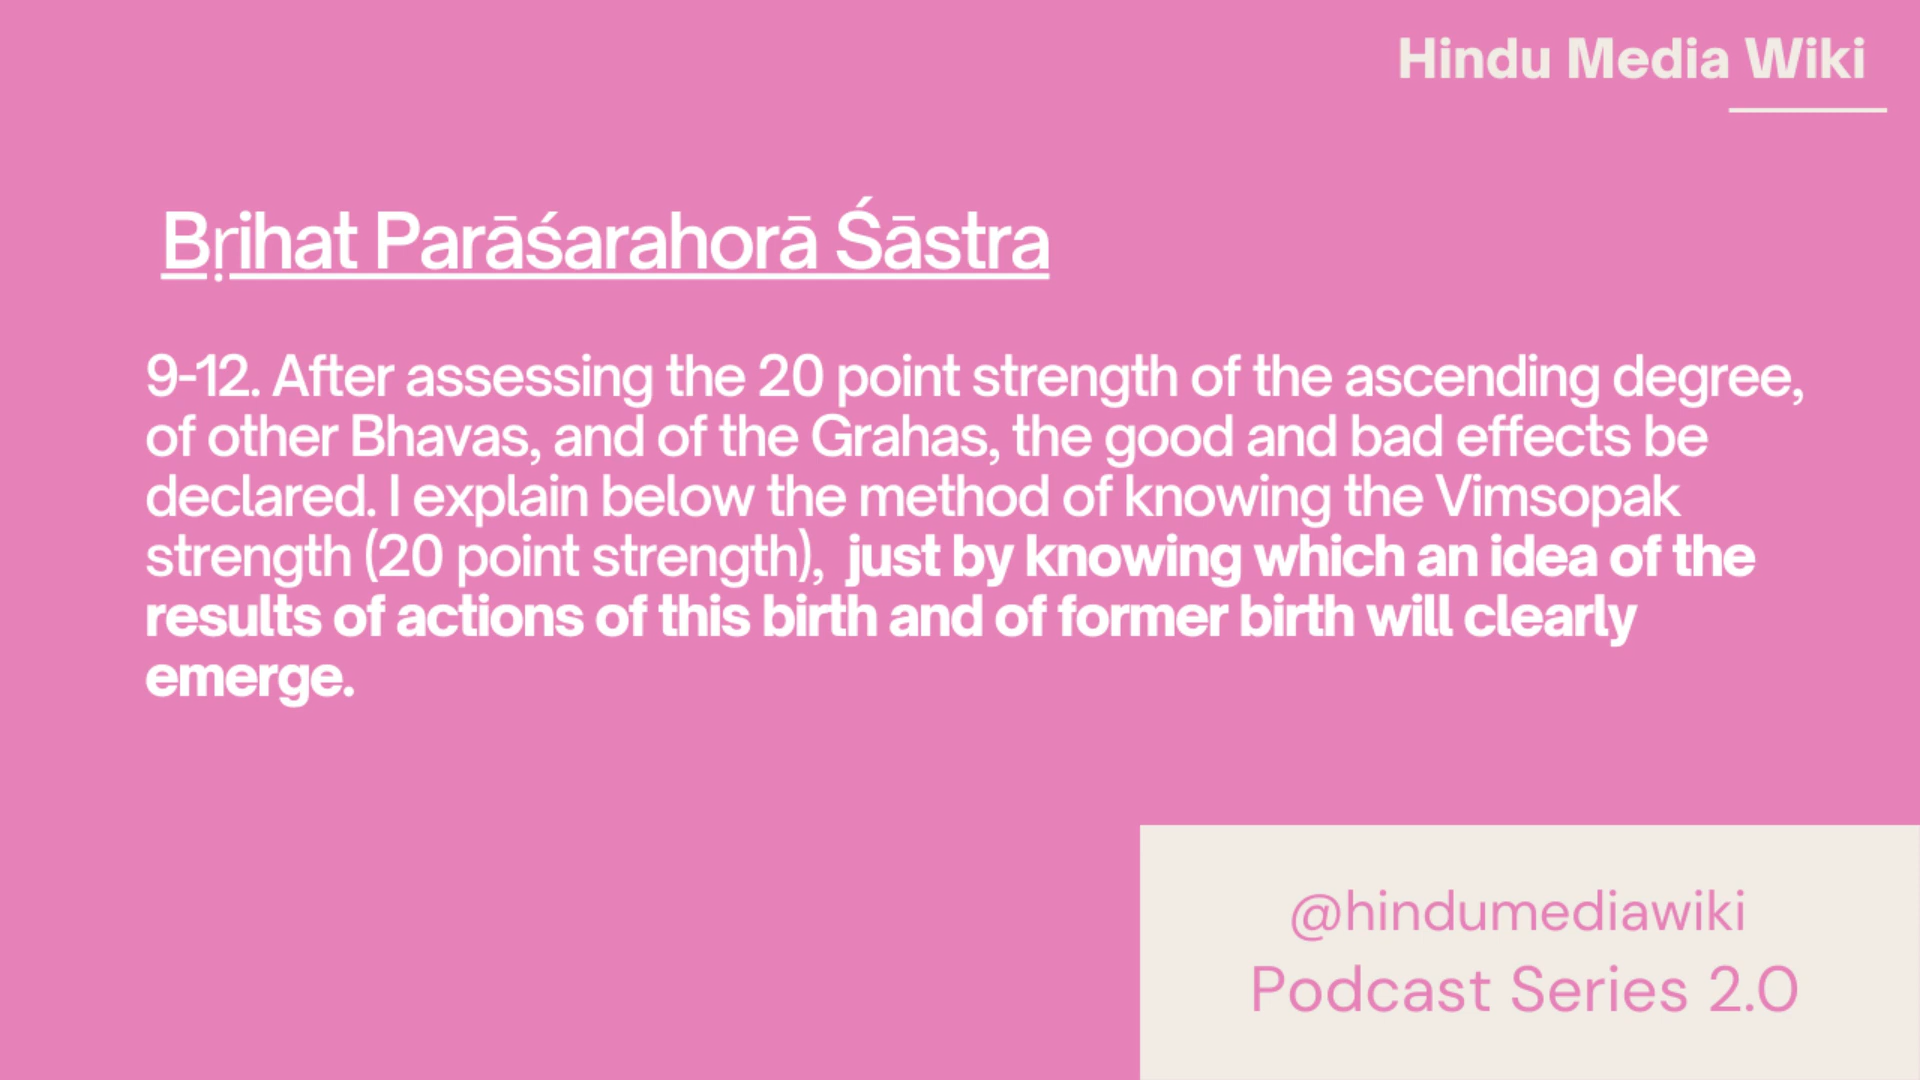 Hindu Media Wiki
Bṛihat Parāśarahorā Śāstra
9-12. After assessing the 20 point strength of the ascending degree,
of other Bhavas, and of the Grahas, the good and bad effects be
declared. I explain below the method of knowing the Vimsopak
strength (20 point strength),  just by knowing which an idea of the
results of actions of this birth and of former birth will clearly
emerge.
@hindumediawiki
Podcast Series 2.0